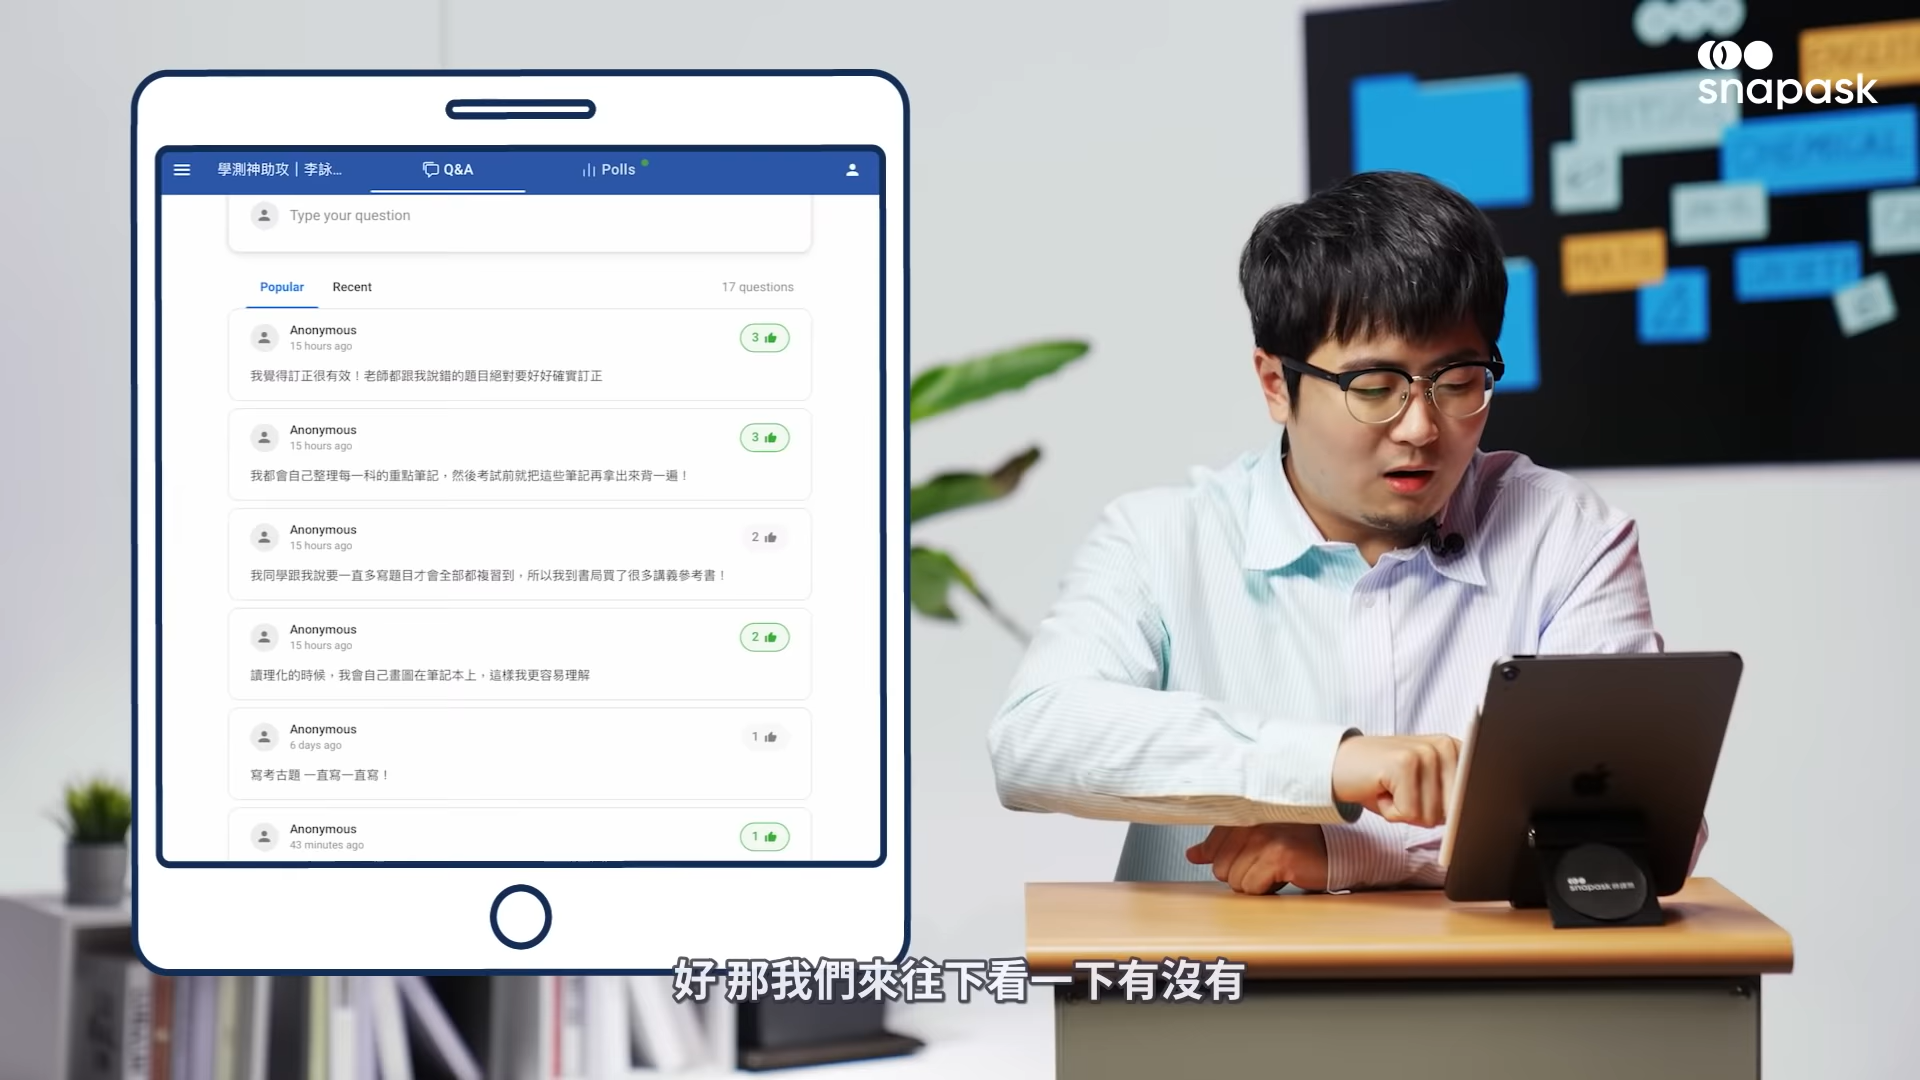 snapask
學測神助攻｜李詠...
Q&A
Polls
Type your question
Popular
Recent
17 questions
Anonymous
15 hours ago
3
我覺得訂正很有效！老師都跟我說錯的題目絕對要好好確實訂正
Anonymous
15 hours ago
3
我都會自己整理每一科的重點筆記，然後考試前就把這些筆記再拿出來背一遍！
Anonymous
15 hours ago
2
我同學跟我說要一直多寫題目才會全部都複習到，所以我到書局買了很多講義參考書！
Anonymous
15 hours ago
2
讀理化的時候，我會自己畫圖在筆記本上，這樣我更容易理解
Anonymous
6 days ago
1
寫考古題 一直寫一直寫！
Anonymous
43 minutes ago
1
PHYSICS
CHEMICAL
MATH
snapask
好 那我們來往下看一下有沒有